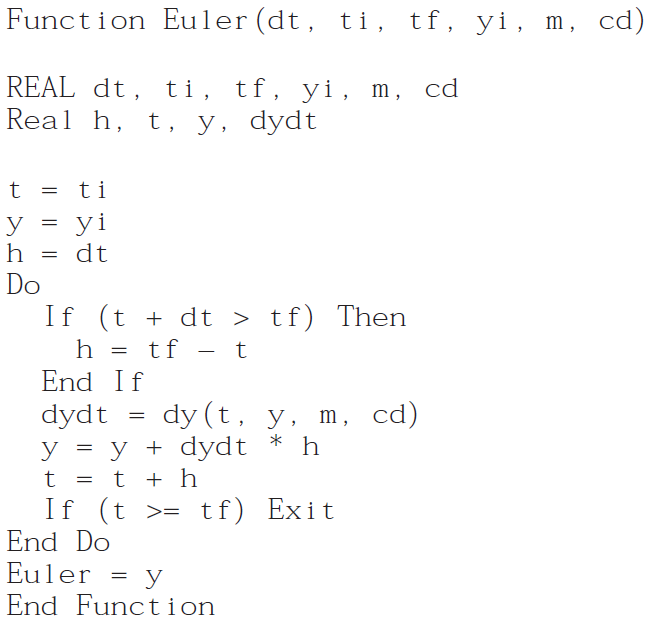 Function Euler(dt, ti, tf, yi, m, cd)
REAL dt, ti, tf, yi, m, cd
Real h, t, y, dydt
t = ti
y = yi
h = dt
Do
If (t + dt > tf) Then
h = tf − t
End If
dydt = dy(t, y, m, cd)
y = y + dydt * h
t = t + h
If (t >= tf) Exit
End Do
Euler = y
End Function